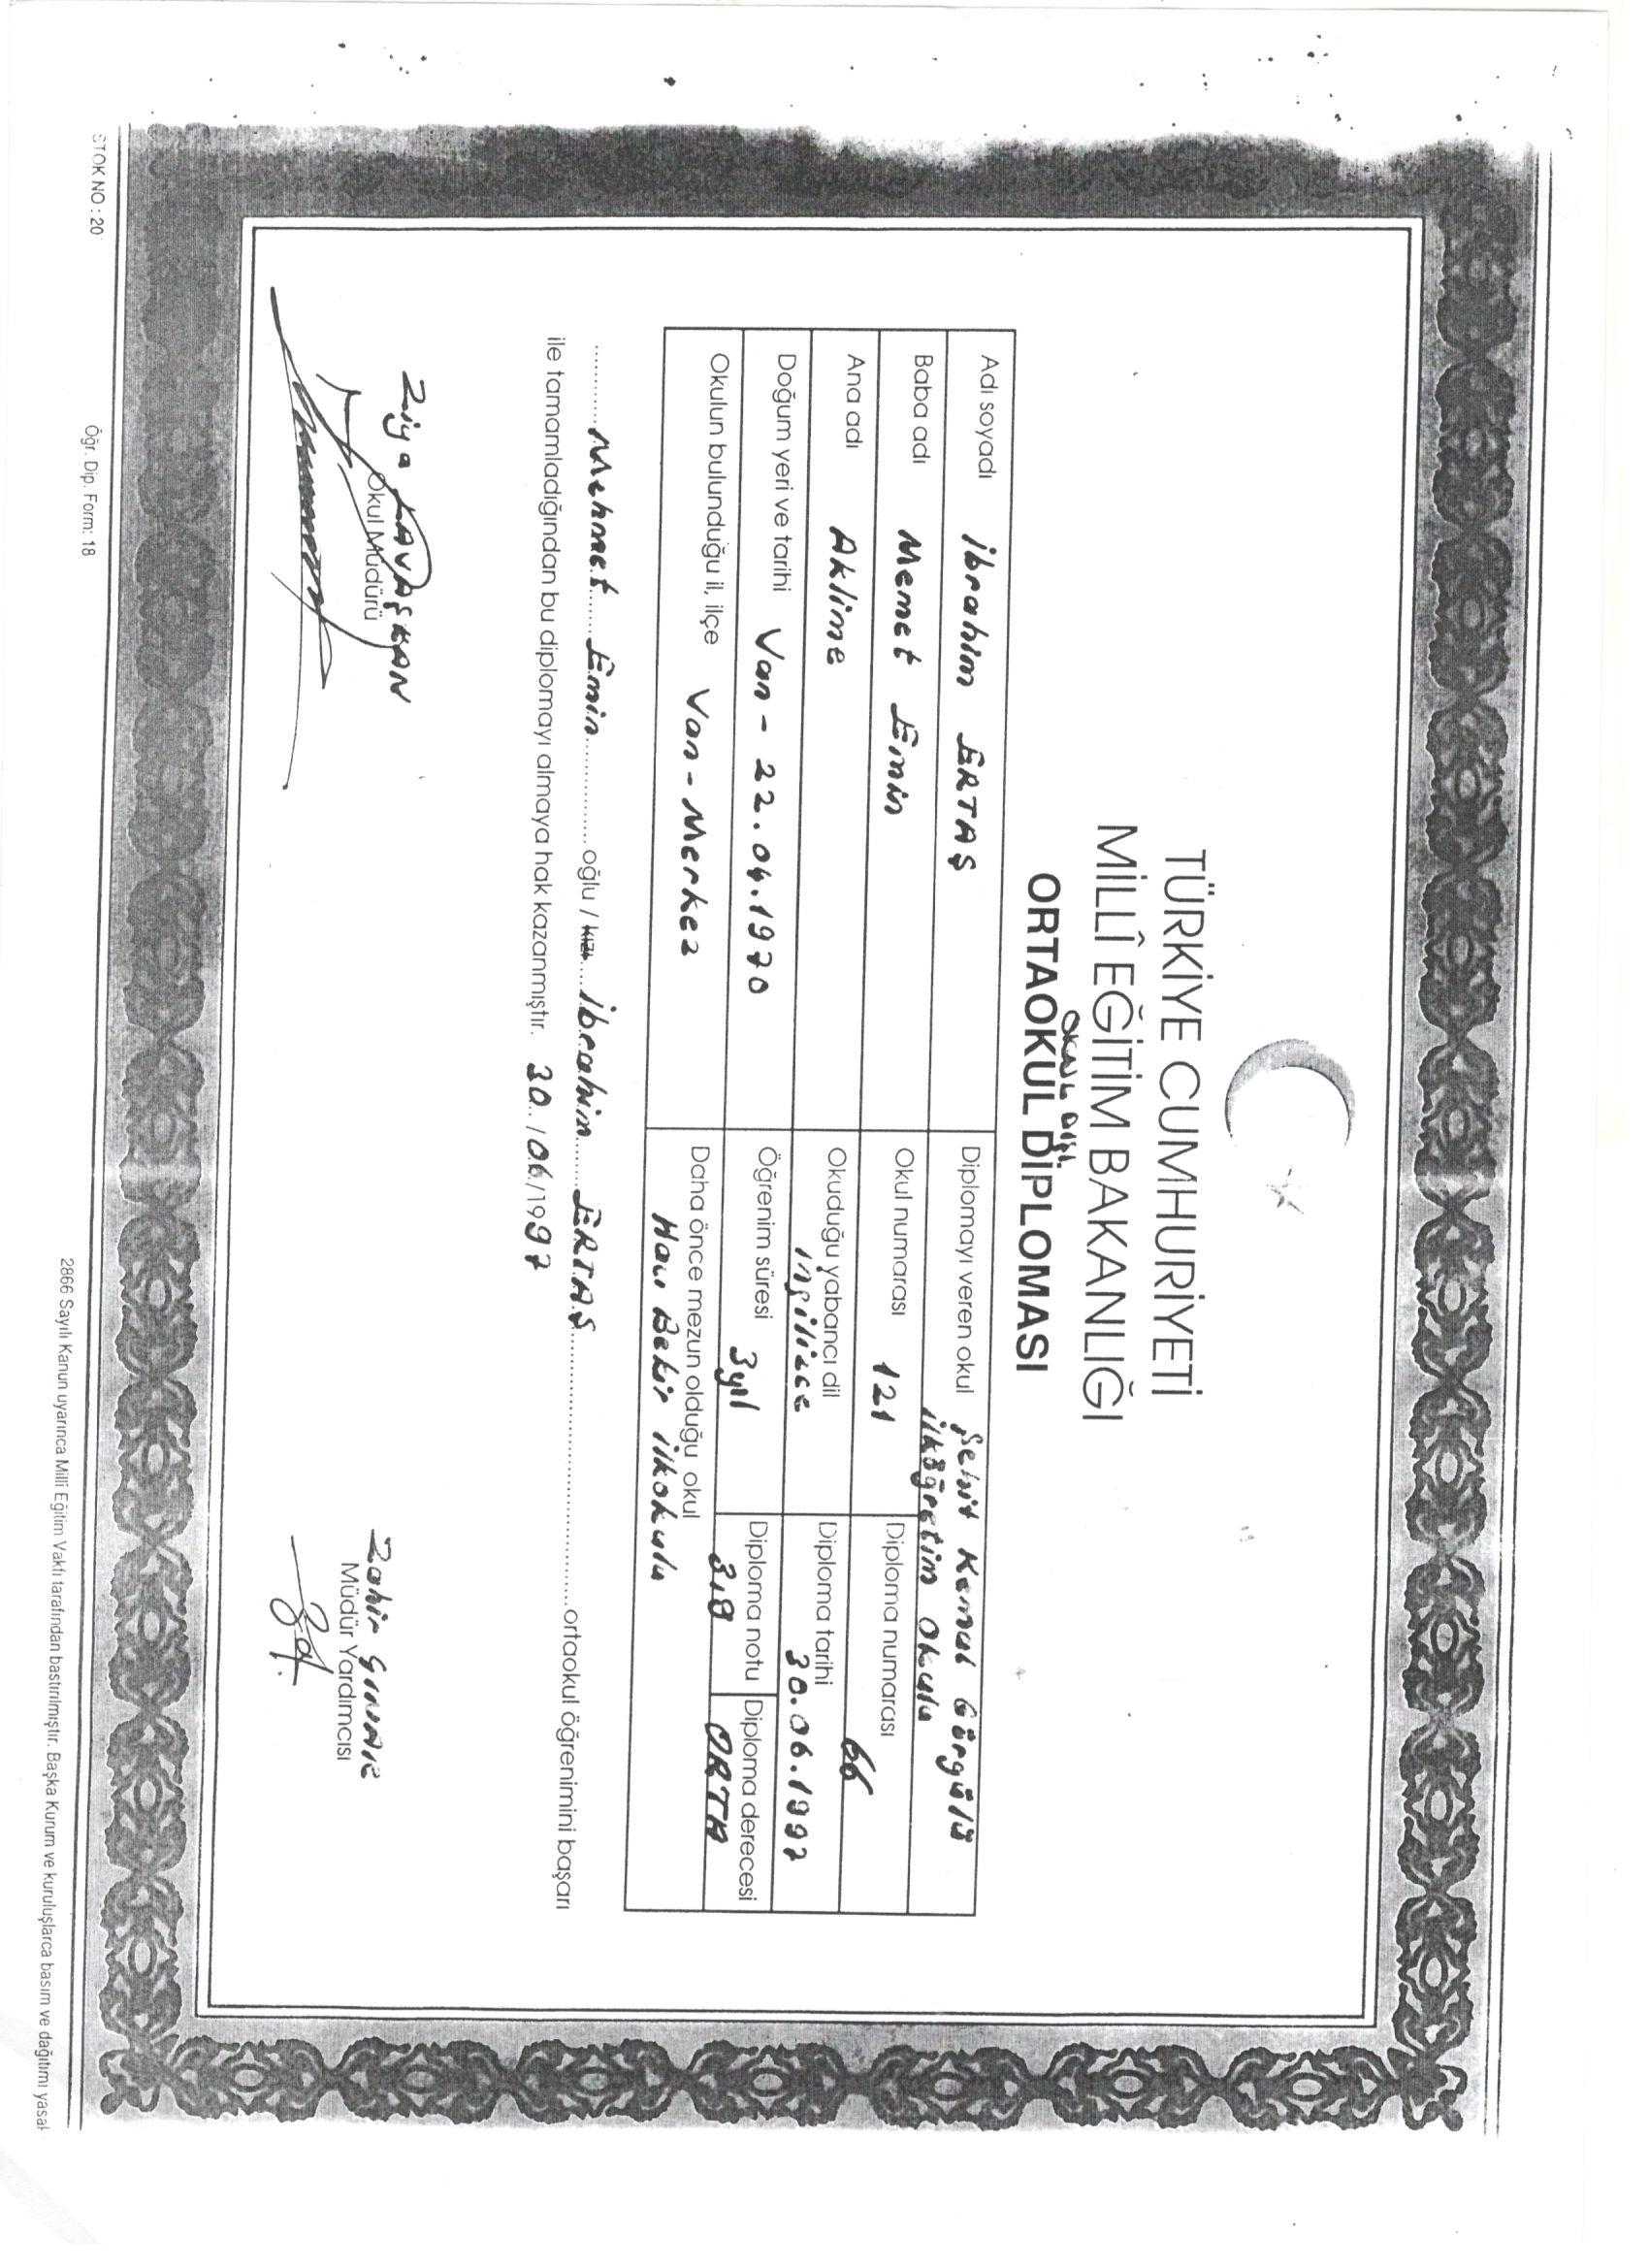 TÜRKİYE CUMHURİYETİ
MİLLÎ EĞİTİM BAKANLIĞI
OKUL DIŞI
ORTAOKUL DİPLOMASI
Adı soyadı İbrahim ERTAŞ
Baba adı Memet Emin
Ana adı Aklime
Doğum yeri ve tarihi Van - 22.04.1970
Okulun bulunduğu il, ilçe Van - Merkez
Diplomayı veren okul Şehit Kemal Görgülü
İlköğretim Okulu
Okul numarası 121
Diploma numarası 66
Okuduğu yabancı dil
ingilizce
Diploma tarihi
30.06.1997
Öğrenim süresi 3 yıl
Diploma notu
3,8
Diploma derecesi
ORTA
Daha önce mezun olduğu okul
Hacı Bekir ilkokulu
..........Mehmet.....Emin..............oğlu / kızı....İbrahim.....ERTAŞ......................................ortaokul öğrenimini başarı
ile tamamladığından bu diplomayı almaya hak kazanmıştır. 30../06/1997
Ziya KAVAŞKAN
Okul Müdürü
Zahir
Müdür Yardımcısı
STOK NO : 20
Öğr. Dip. Form: 18
2866 Sayılı Kanun uyarınca Millî Eğitim Vakfı tarafından bastırılmıştır. Başka Kurum ve kuruluşlarca basım ve dağıtımı yasak